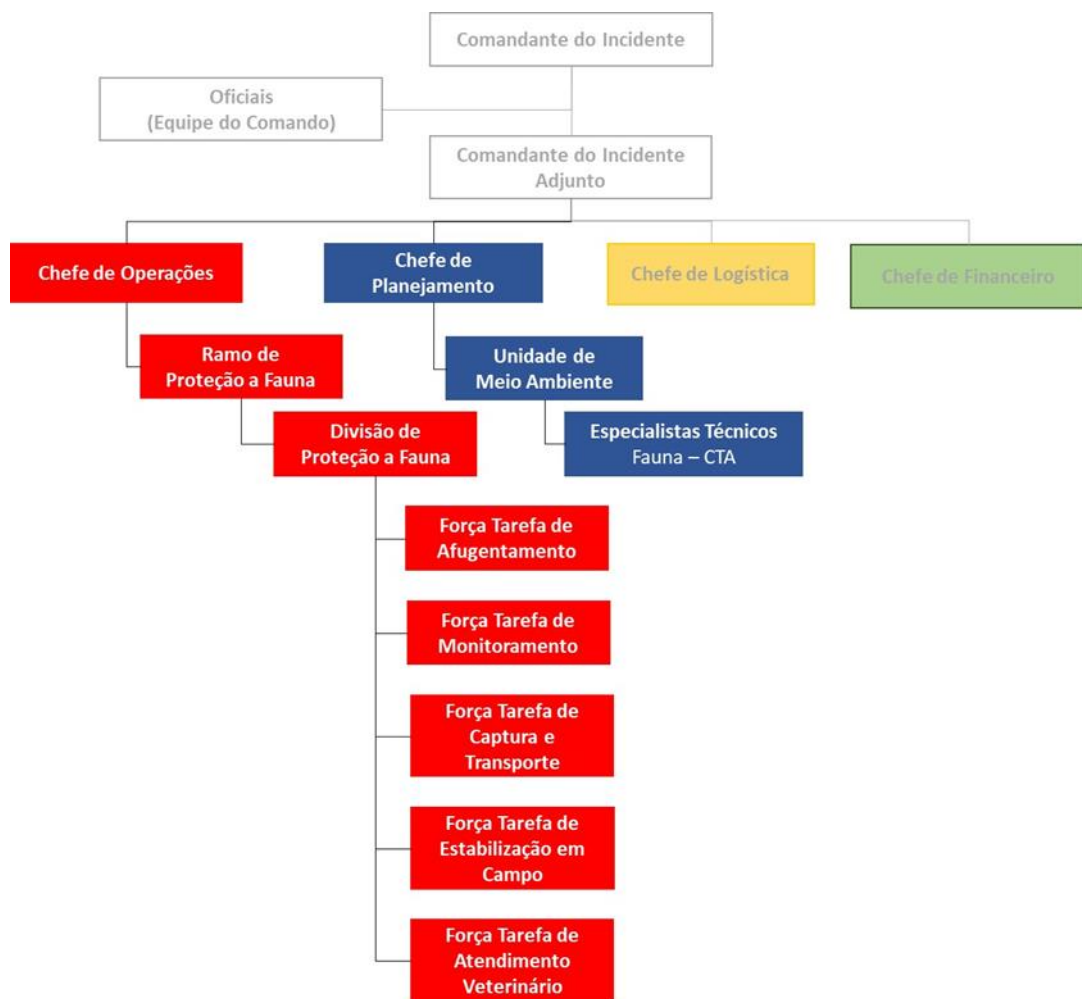 Comandante do Incidente
Oficiais
(Equipe do Comando)
Comandante do Incidente
Adjunto
Chefe de Operações
Chefe de
Planejamento
Chefe de Logística
Chefe de Financeiro
Ramo de
Proteção a Fauna
Unidade de
Meio Ambiente
Divisão de
Proteção a Fauna
Especialistas Técnicos
Fauna – CTA
Força Tarefa de
Afugentamento
Força Tarefa de
Monitoramento
Força Tarefa de
Captura e
Transporte
Força Tarefa de
Estabilização em
Campo
Força Tarefa de
Atendimento
Veterinário